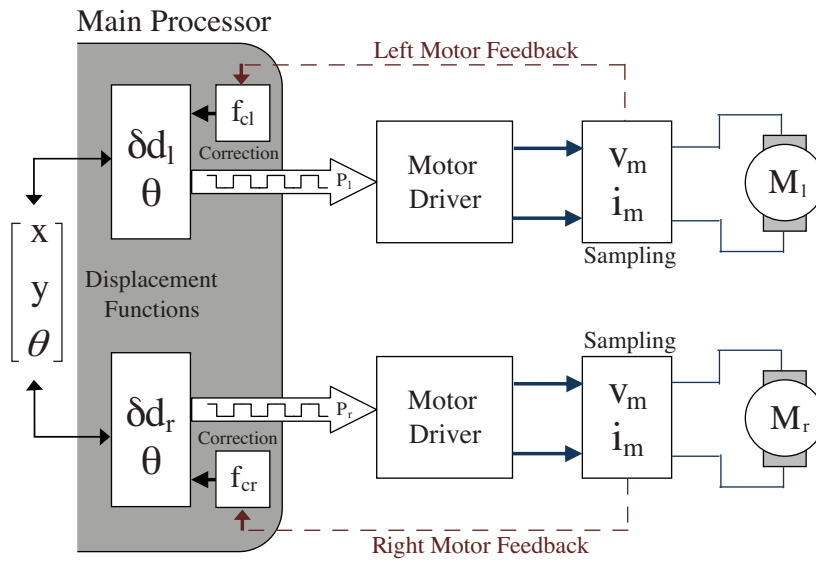 Main Processor
Left Motor Feedback
f_cl
Correction
δd_l
θ
P_l
Motor
Driver
v_m
i_m
Sampling
M_l
x
y
θ
Displacement
Functions
Sampling
δd_r
θ
P_r
Correction
f_cr
Motor
Driver
v_m
i_m
M_r
Right Motor Feedback